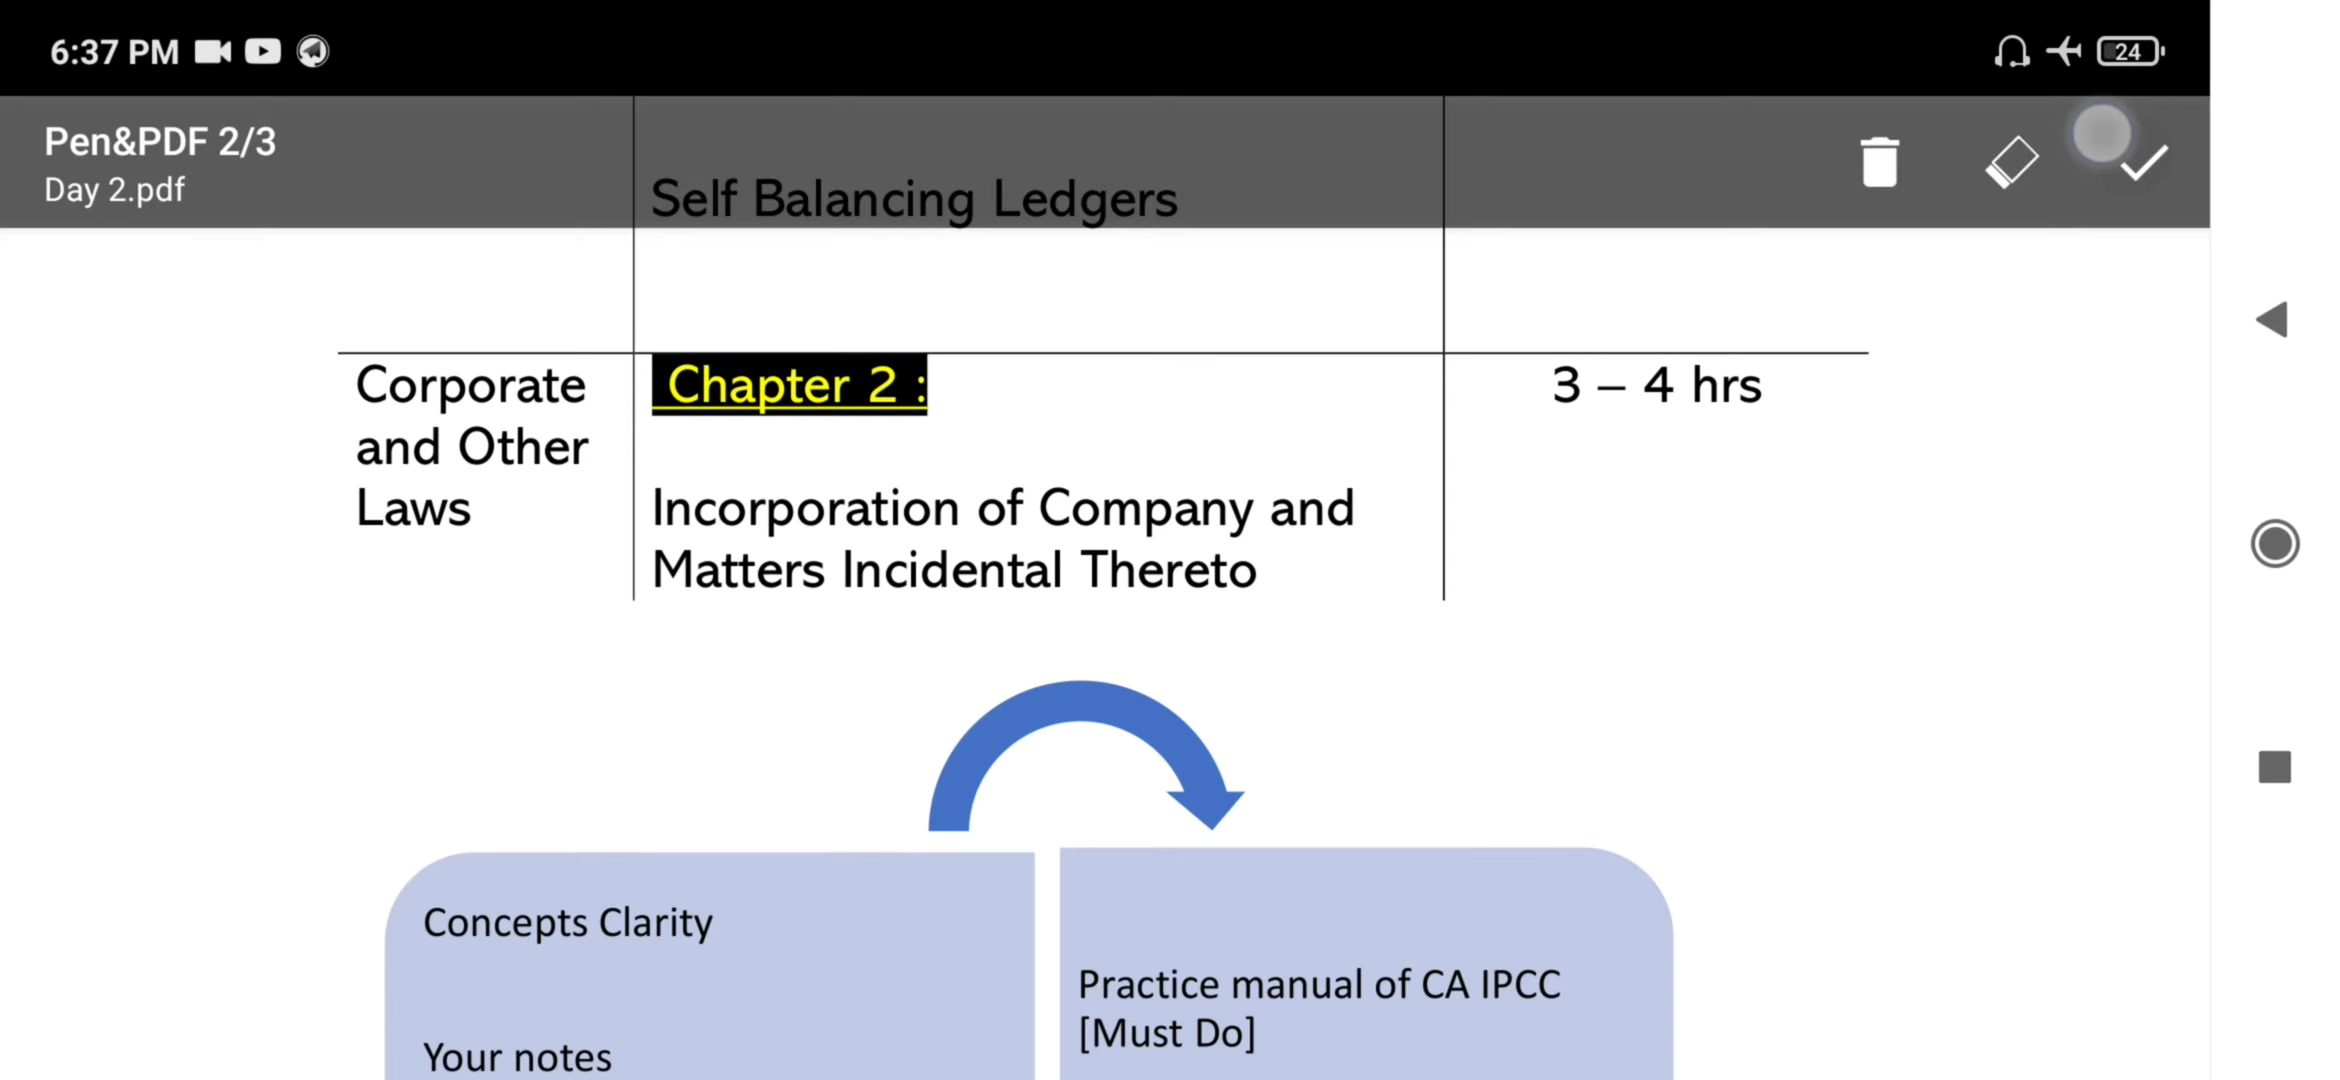 6:37 PM
24
Pen&PDF 2/3
Day 2.pdf
Self Balancing Ledgers
Corporate and Other Laws
Chapter 2 :
Incorporation of Company and
Matters Incidental Thereto
3 – 4 hrs
Concepts Clarity
Your notes
Practice manual of CA IPCC
[Must Do]